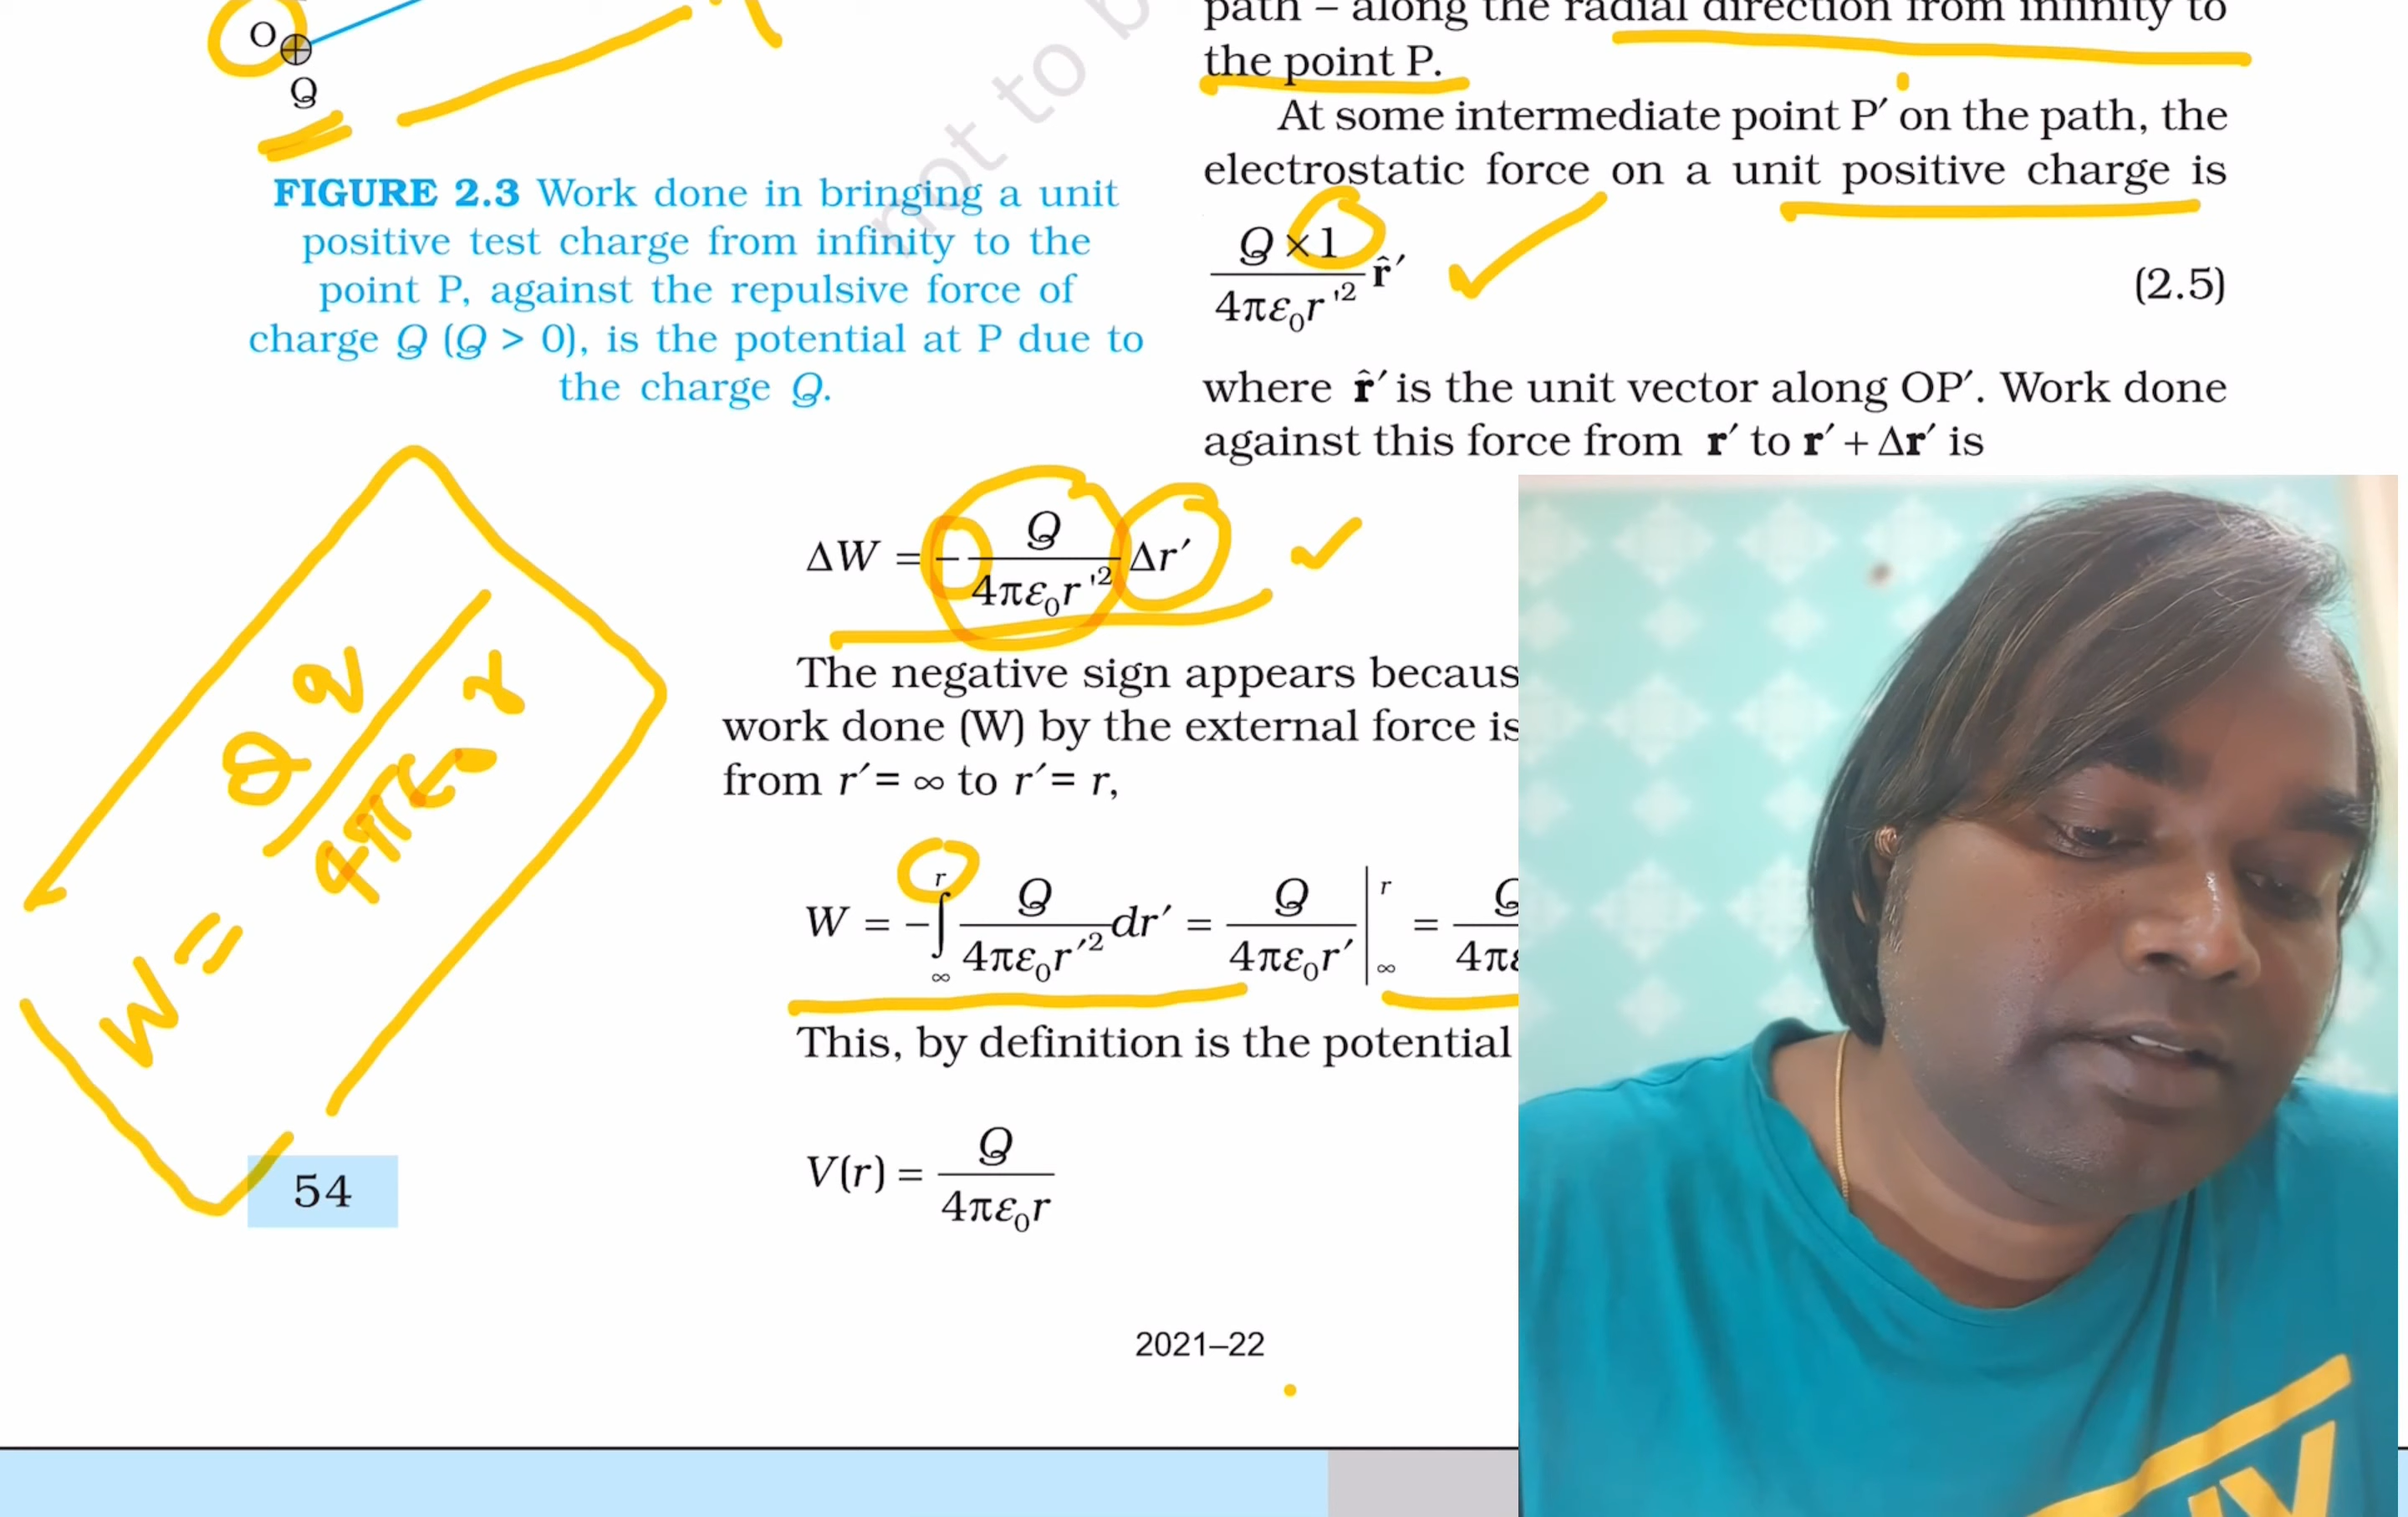 O
Q
FIGURE 2.3 Work done in bringing a unit
positive test charge from infinity to the
point P, against the repulsive force of
charge Q (Q > 0), is the potential at P due to
the charge Q.
not to b
path – along the radial direction from infinity to
the point P.
At some intermediate point P′ on the path, the
electrostatic force on a unit positive charge is
Q × 1 / 4πε₀r'² r̂′ (2.5)
where r̂′ is the unit vector along OP′. Work done
against this force from r′ to r′ + Δr′ is
ΔW = − Q / 4πε₀r'² Δr′
The negative sign appears becaus
work done (W) by the external force is
from r′ = ∞ to r′ = r,
W = −∫ r ∞ Q / 4πε₀r′² dr′ = Q / 4πε₀r′ | r ∞ = Q / 4πε
This, by definition is the potential
V(r) = Q / 4πε₀r
W = Q q / 4πε₀ r
54
2021–22